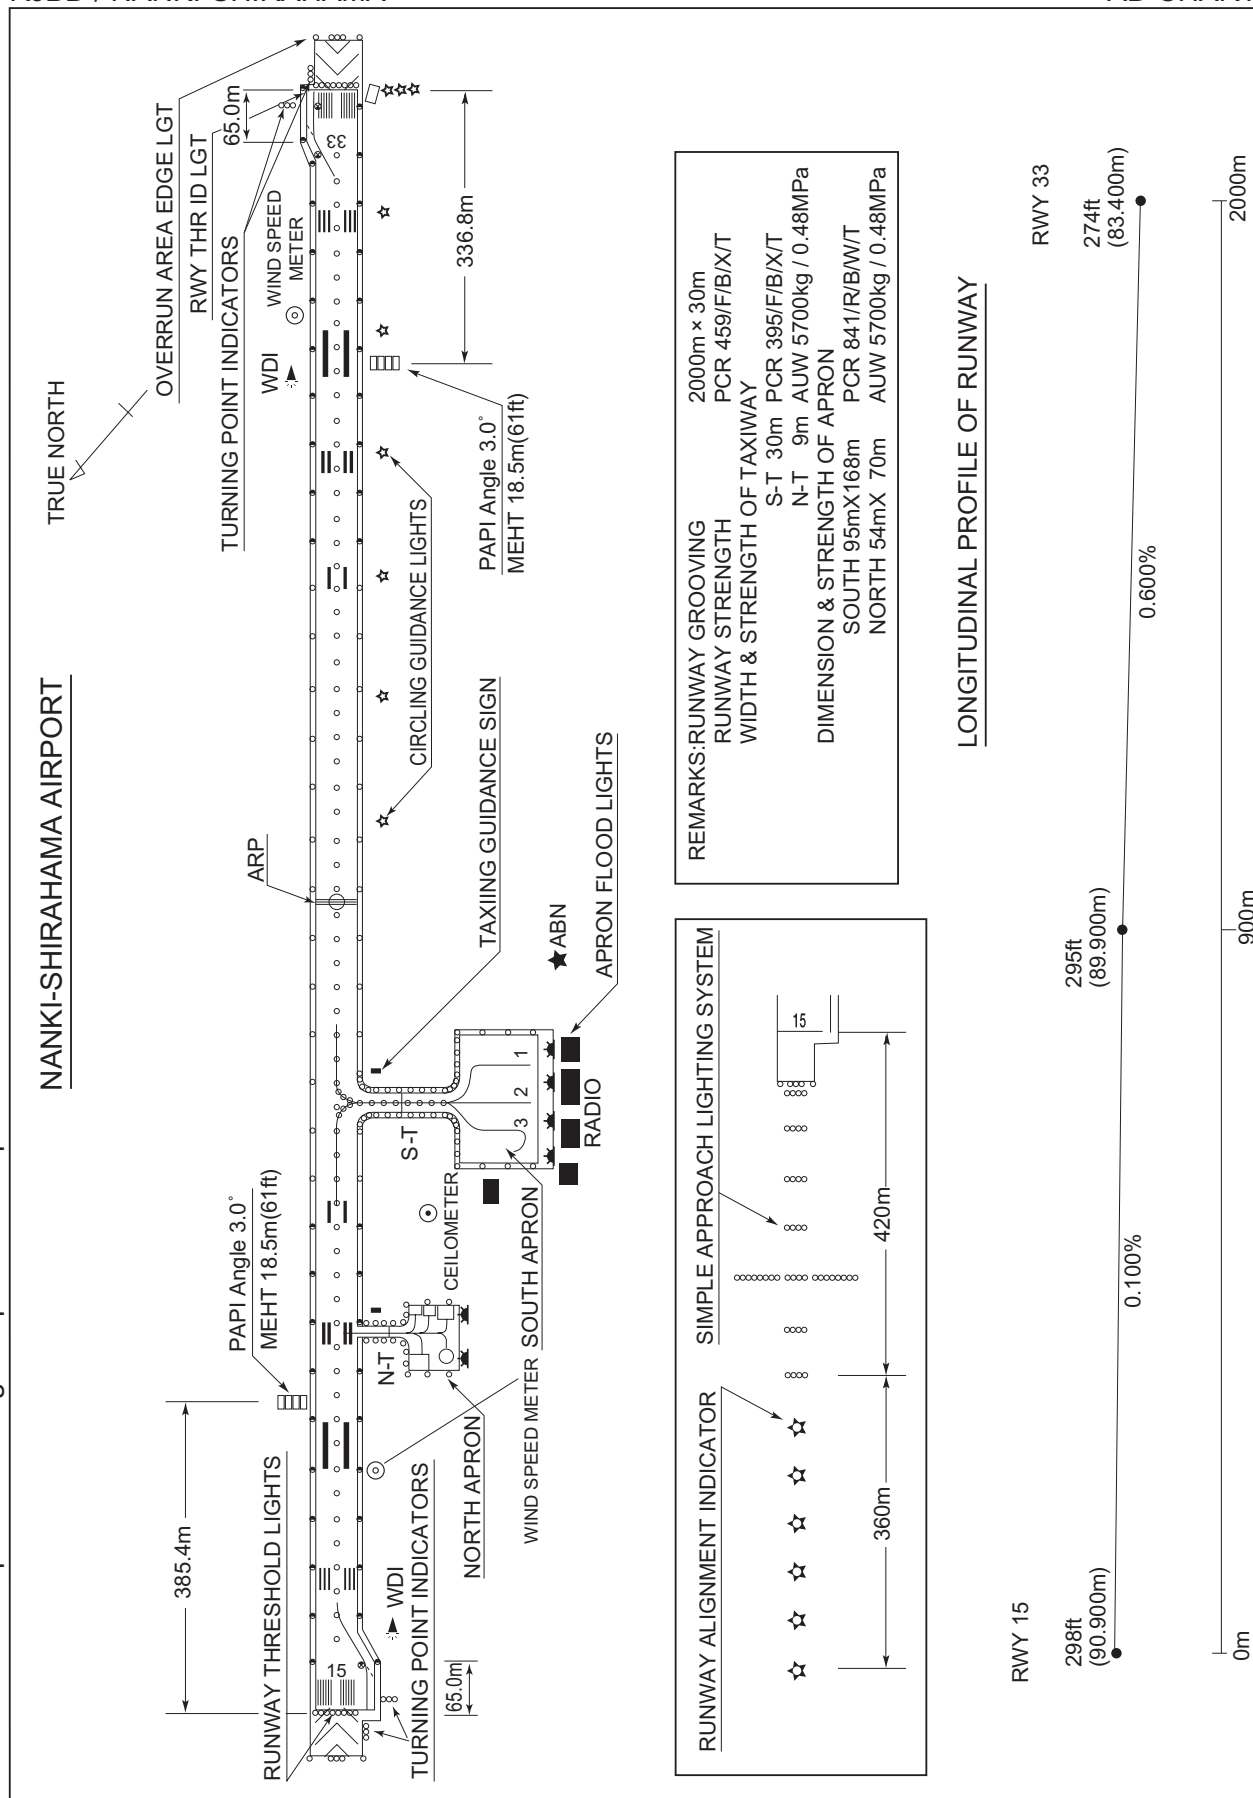 NANKI-SHIRAHAMA AIRPORT
TRUE NORTH
385.4m
PAPI Angle 3.0°
MEHT 18.5m(61ft)
ARP
OVERRUN AREA EDGE LGT
RWY THR ID LGT
TURNING POINT INDICATORS
65.0m
WIND SPEED
METER
WDI
RUNWAY THRESHOLD LIGHTS
15
33
WDI
TURNING POINT INDICATORS
65.0m
N-T
S-T
CEILOMETER
NORTH APRON
WIND SPEED METER
SOUTH APRON
3
2
1
RADIO
ABN
TAXIING GUIDANCE SIGN
APRON FLOOD LIGHTS
CIRCLING GUIDANCE LIGHTS
336.8m
PAPI Angle 3.0°
MEHT 18.5m(61ft)
RUNWAY ALIGNMENT INDICATOR
SIMPLE APPROACH LIGHTING SYSTEM
15
360m
420m
REMARKS:RUNWAY GROOVING 2000m × 30m
RUNWAY STRENGTH PCR 459/F/B/X/T
WIDTH & STRENGTH OF TAXIWAY
S-T 30m PCR 395/F/B/X/T
N-T 9m AUW 5700kg / 0.48MPa
DIMENSION & STRENGTH OF APRON
SOUTH 95mX168m PCR 841/R/B/W/T
NORTH 54mX 70m AUW 5700kg / 0.48MPa
LONGITUDINAL PROFILE OF RUNWAY
RWY 15
298ft
(90.900m)
0.100%
295ft
(89.900m)
0.600%
RWY 33
274ft
(83.400m)
0m
900m
2000m